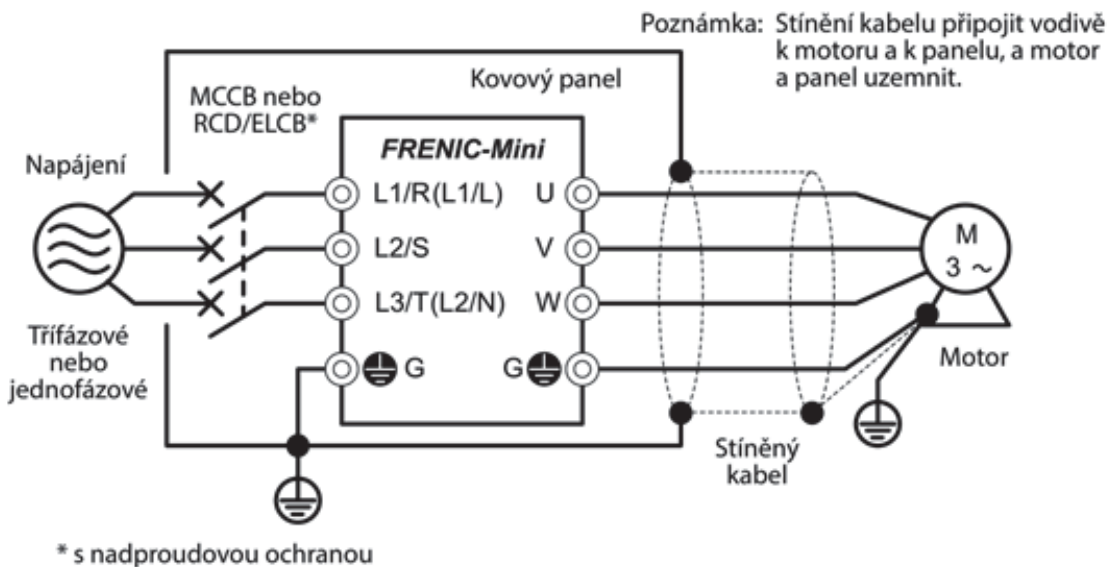 Poznámka: Stínění kabelu připojit vodivě
k motoru a k panelu, a motor
a panel uzemnit.
Kovový panel
MCCB nebo
RCD/ELCB*
Napájení
FRENIC-Mini
L1/R(L1/L) U
L2/S V
L3/T(L2/N) W
G G
M
3 ~
Třífázové
nebo
jednofázové
Motor
Stíněný
kabel
* s nadproudovou ochranou